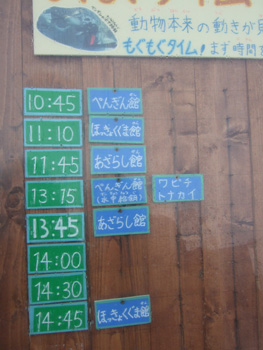 動物本来の動きが見
もぐもぐタイム!まず時間
10:45 ぺんぎん館
11:10 ほっきょくぐま館
11:45 あざらし館
13:15 ぺんぎん館 ワピチ
トナカイ
13:45 あざらし館
14:00
14:30
14:45 ほっきょくぐま館